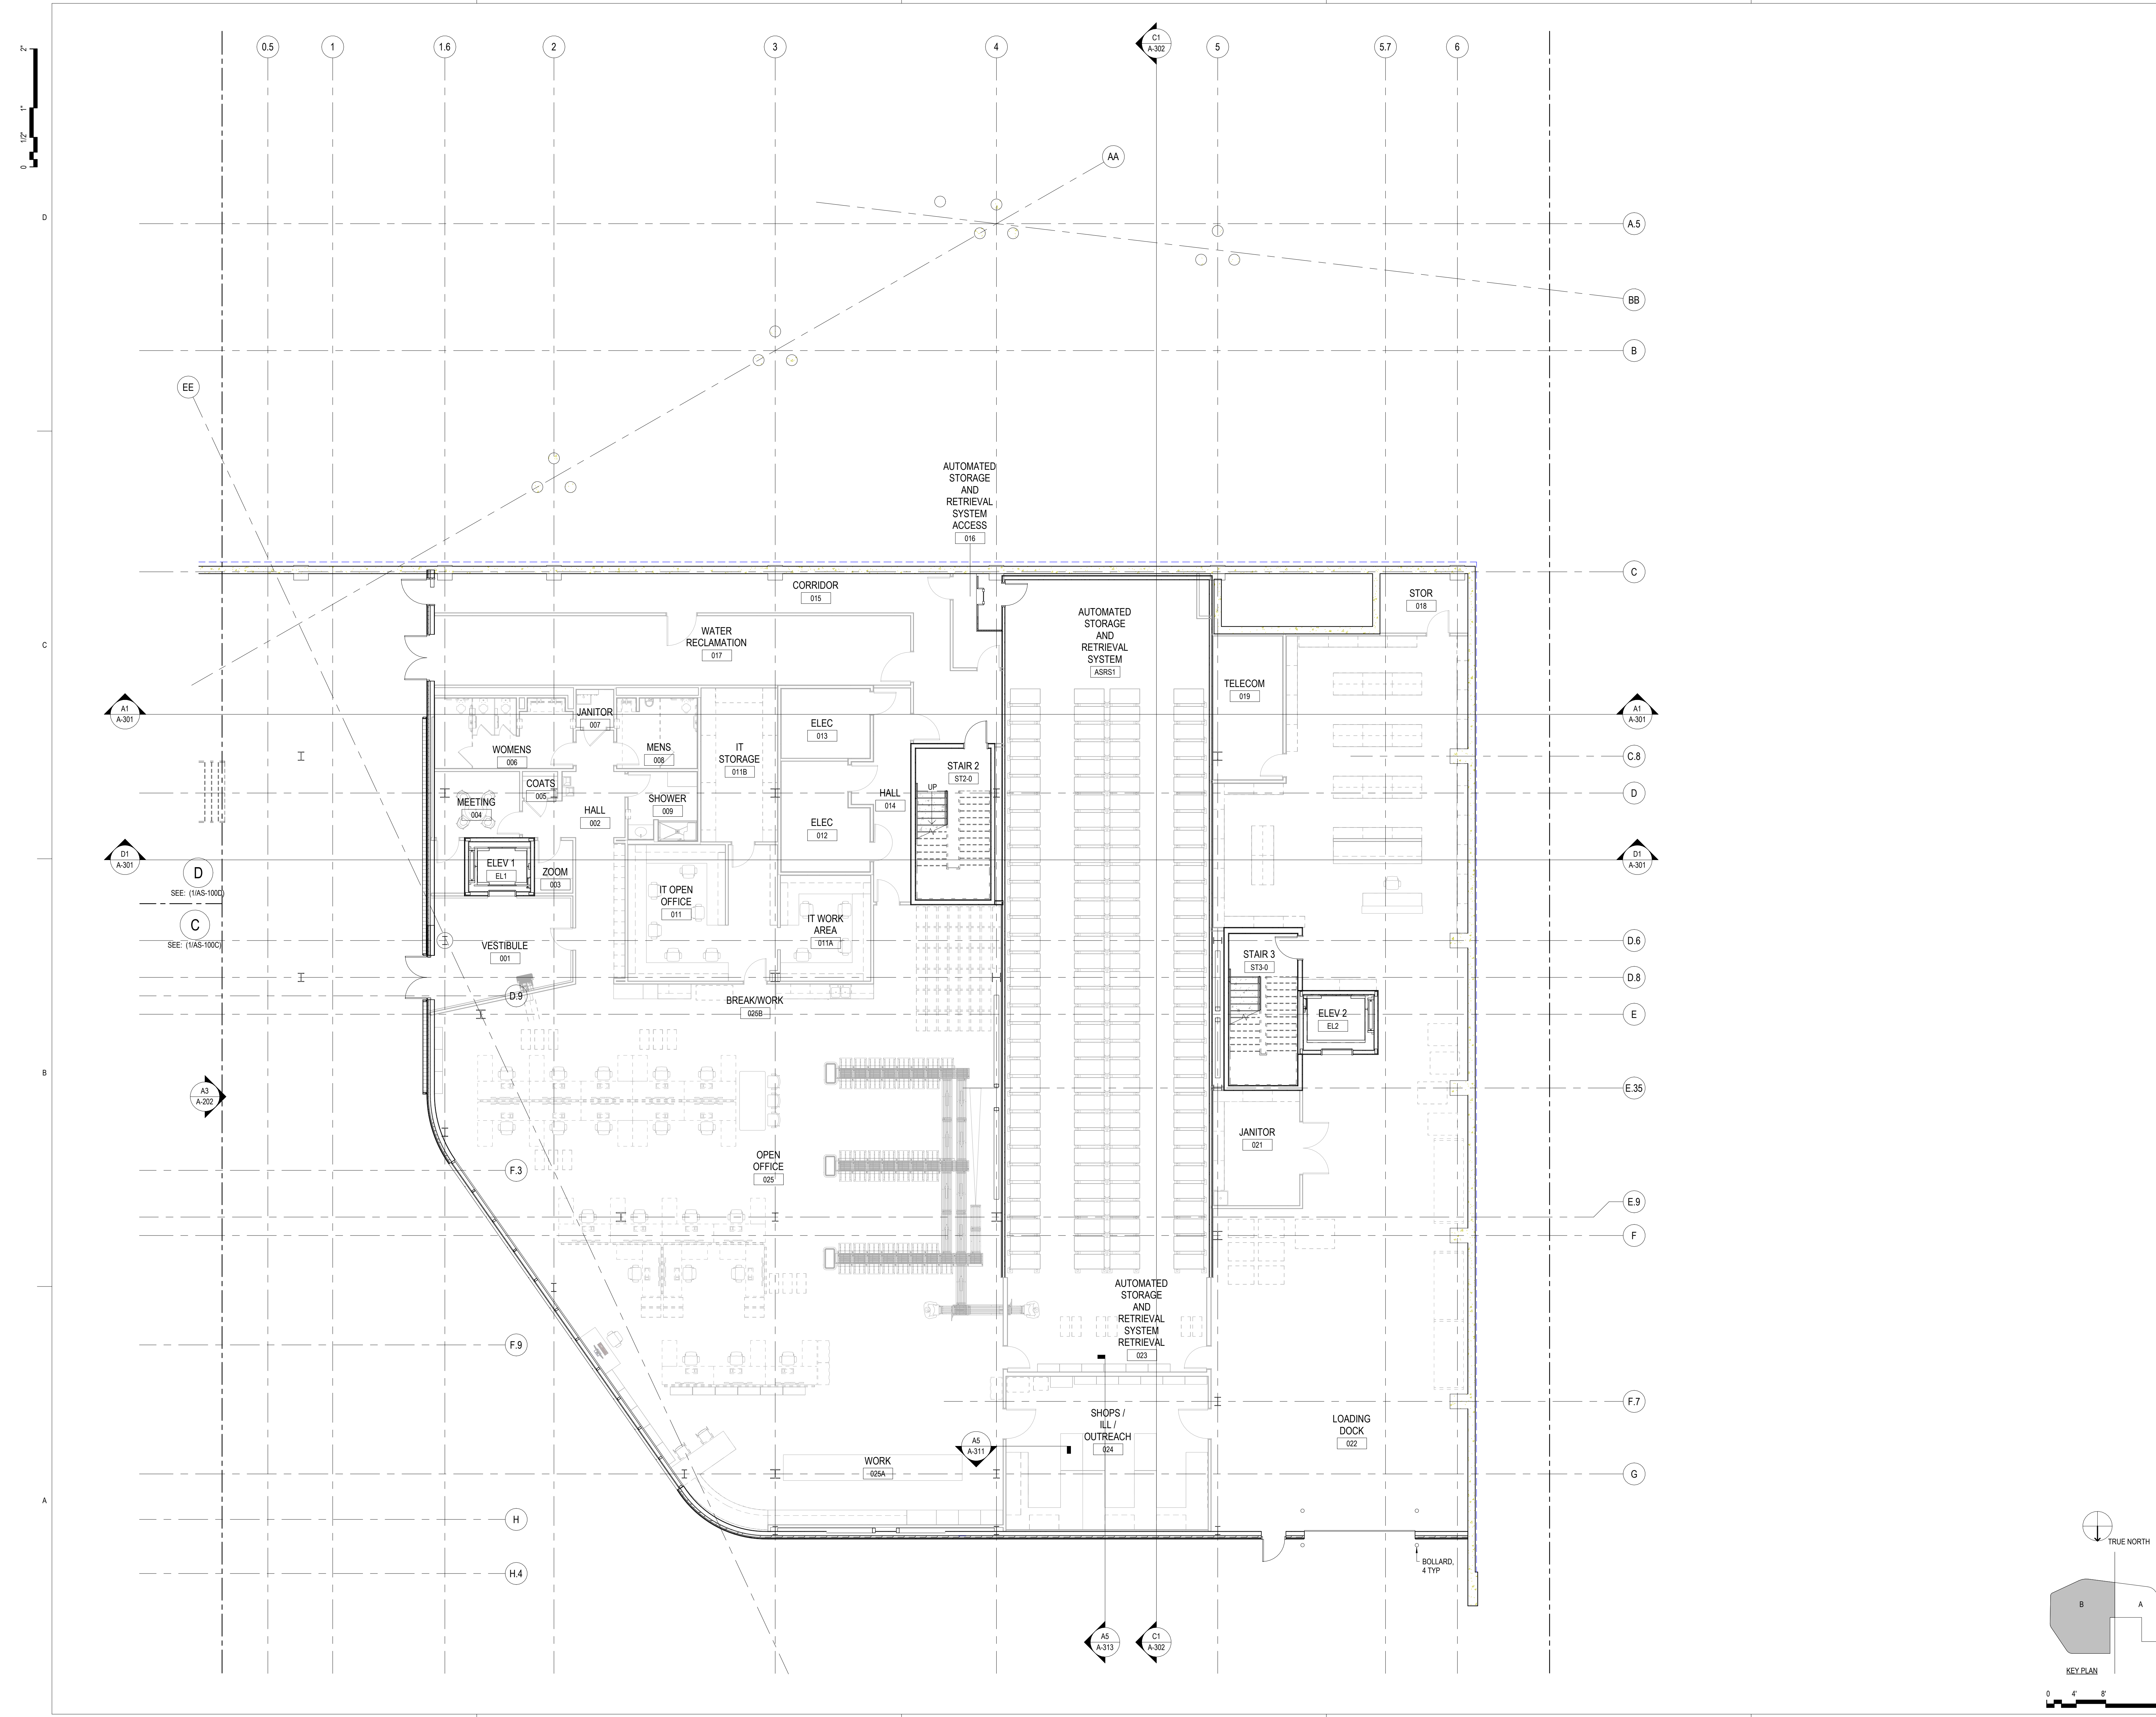 0.5 1 1.6 2 3 4 5 5.7 6
C1
A-302
2"
1"
1/2"
0
AA
D
A.5
BB
B
EE
AUTOMATED
STORAGE
AND
RETRIEVAL
SYSTEM
ACCESS
016
C
CORRIDOR
015
STOR
018
AUTOMATED
STORAGE
AND
RETRIEVAL
SYSTEM
ASRS1
WATER
RECLAMATION
017
C
TELECOM
019
A1
A-301
JANITOR
007
ELEC
013
A1
A-301
WOMENS
006
MENS
008
IT
STORAGE
011B
C.8
STAIR 2
ST2-0
UP
COATS
005
D
MEETING
004
HALL
002
SHOWER
009
HALL
014
ELEC
012
D1
A-301
D1
A-301
ELEV 1
EL1
ZOOM
003
D
SEE: (1/AS-100D)
C
SEE: (1/AS-100C)
IT OPEN
OFFICE
011
IT WORK
AREA
011A
VESTIBULE
001
D.6
STAIR 3
ST3-0
D.8
D.9
BREAK/WORK
025B
ELEV 2
EL2
E
B
A3
A-202
E.35
JANITOR
021
OPEN
OFFICE
025
F.3
E.9
F
AUTOMATED
STORAGE
AND
RETRIEVAL
SYSTEM
RETRIEVAL
023
F.9
F.7
SHOPS /
ILL /
OUTREACH
024
LOADING
DOCK
022
A5
A-311
WORK
025A
G
A
H
TRUE NORTH
BOLLARD,
4 TYP
H.4
B
A
A5
A-313
C1
A-302
KEY PLAN
0 4' 8'